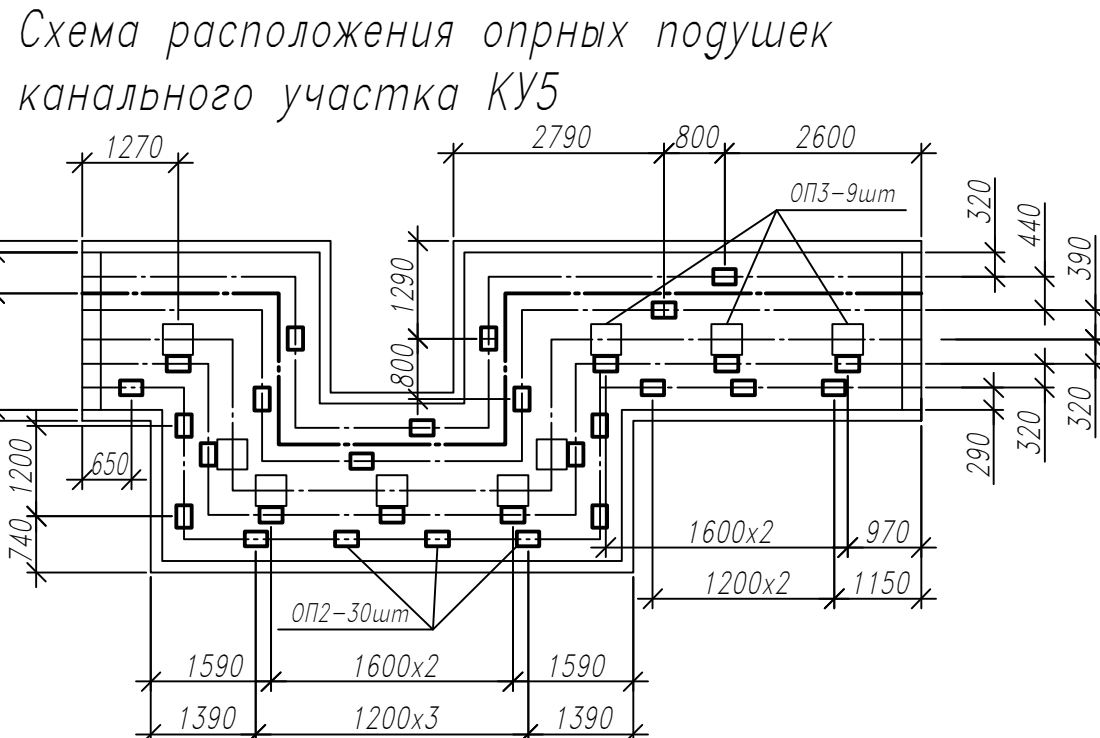 Схема расположения опрных подушек
канального участка КУ5
1270
2790
800
2600
ОП3-9шт
320
440
390
1290
800
1200
650
740
290
320
320
1600х2
970
1200х2
1150
ОП2-30шт
1590
1600х2
1590
1390
1200х3
1390